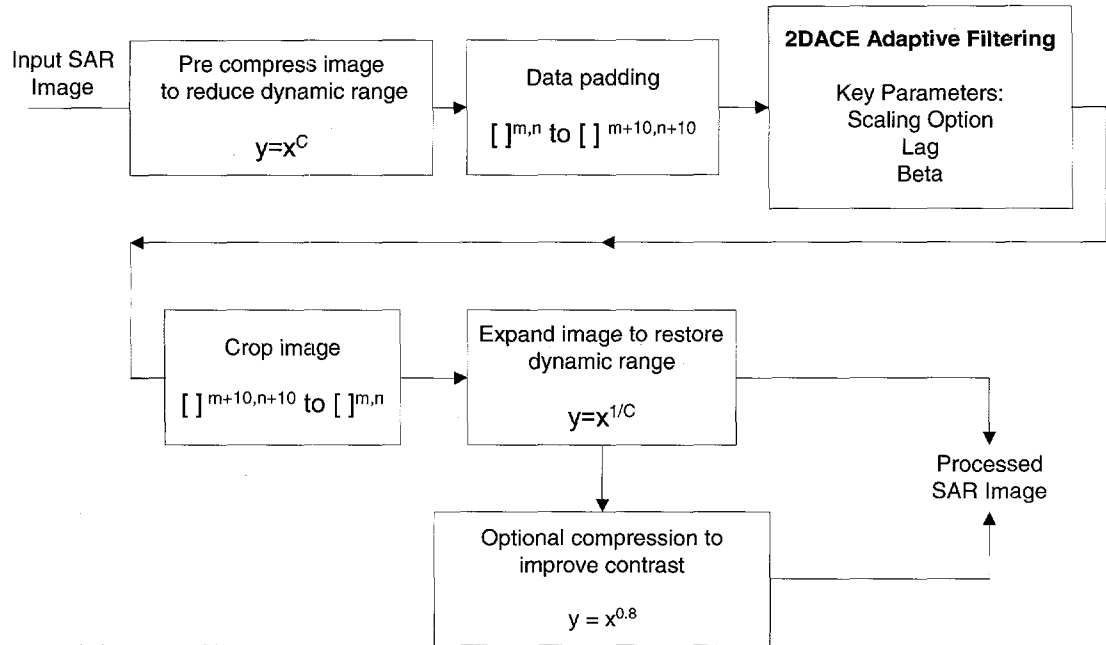 Input SAR
Image
Pre compress image
to reduce dynamic range
y=x^C
Data padding
[ ]^m,n to [ ]^m+10,n+10
2DACE Adaptive Filtering
Key Parameters:
Scaling Option
Lag
Beta
Crop image
[ ]^m+10,n+10 to [ ]^m,n
Expand image to restore
dynamic range
y=x^1/C
Processed
SAR Image
Optional compression to
improve contrast
y = x^0.8